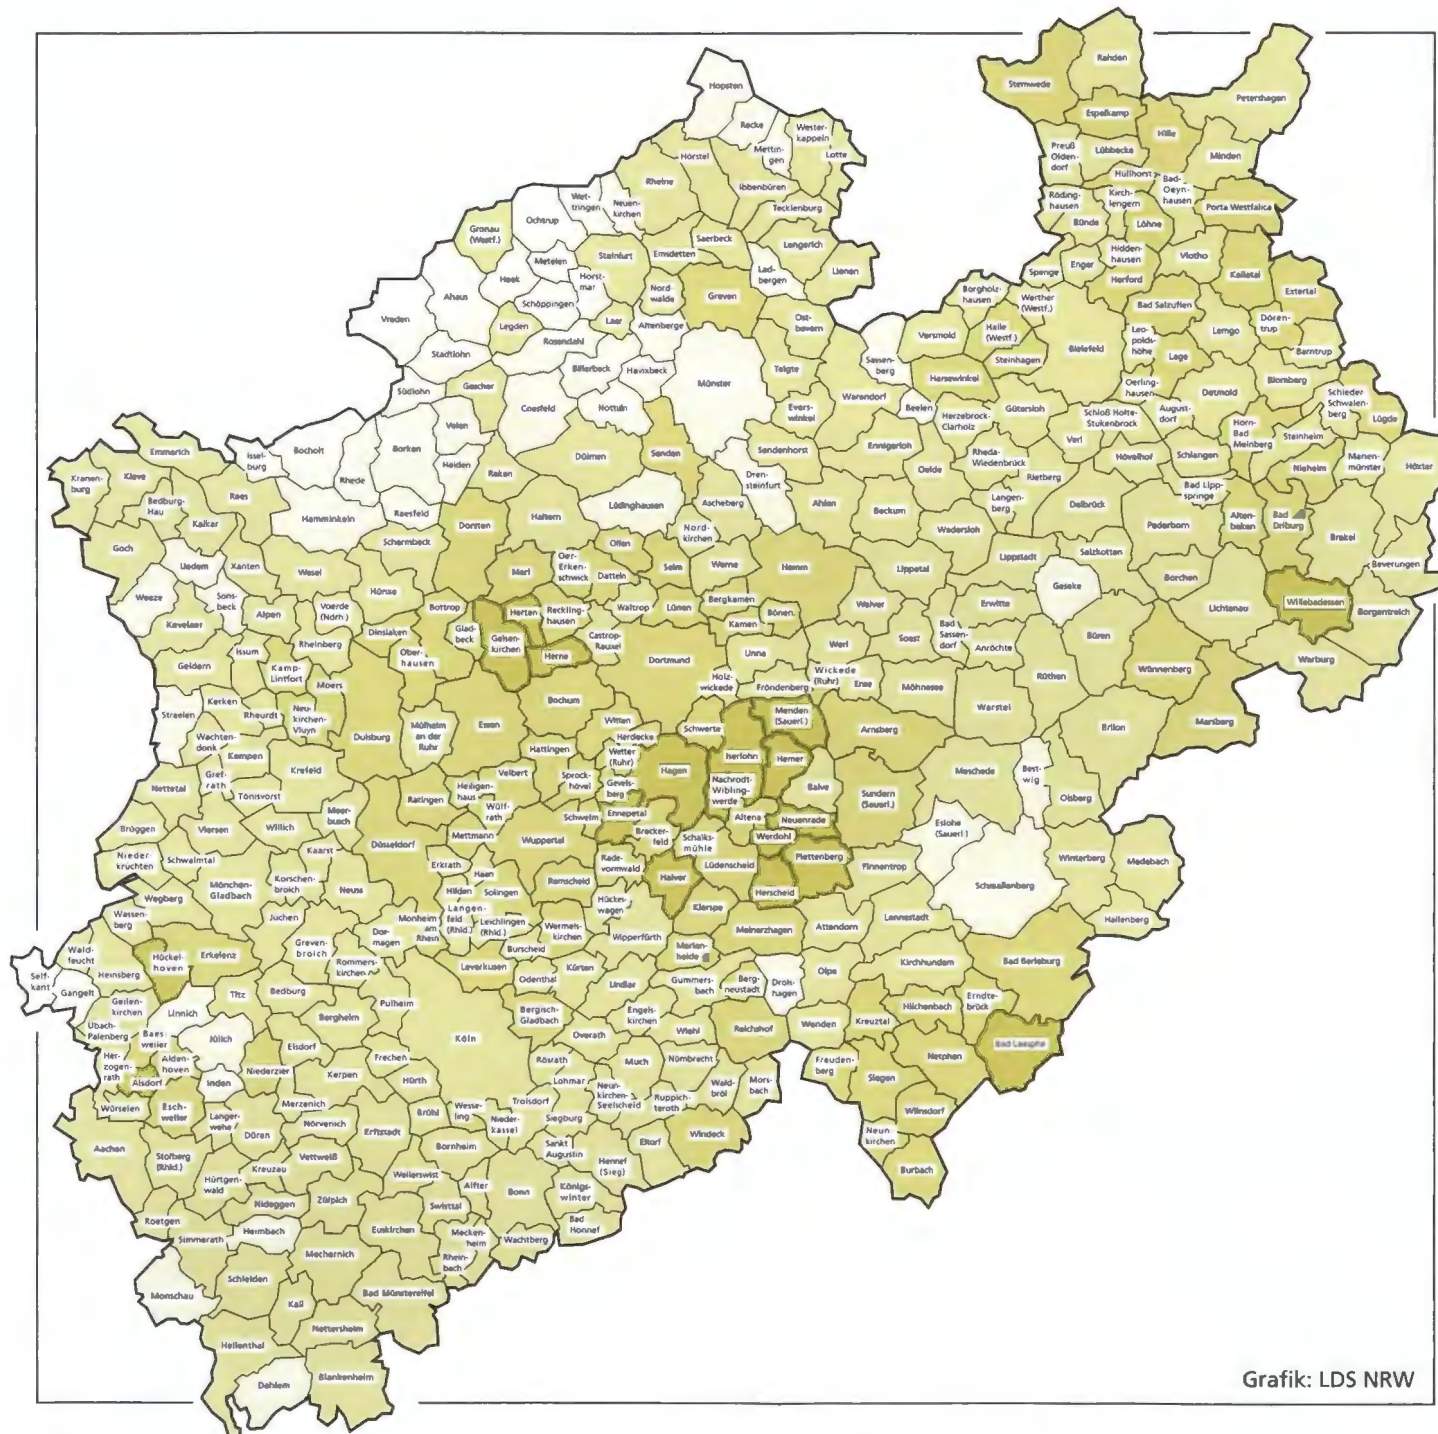 Rahden
Stemwede
Petershagen
Espelkamp
Hille
Hopsten
Recke
Wester-
kappeln
Mettin-
gen
Lotte
Hörstel
Rheine
Ibbenbüren
Tecklenburg
Preuß
Olden-
dorf
Lübbecke
Minden
Hüllhorst
Bad-
Oeyn-
hausen
Röding-
hausen
Kirch-
lengern
Porta Westfalica
Bünde
Löhne
Wet-
tringen
Neuen-
kirchen
Ochtrup
Gronau
(Westf.)
Metelen
Steinfurt
Emsdetten
Saerbeck
Lengerich
Lienen
Lad-
bergen
Heek
Horst-
mar
Nord-
walde
Greven
Schöppingen
Ahaus
Vreden
Legden
Laer
Altenberge
Ost-
bevern
Hidden-
hausen
Vlotho
Spenge
Enger
Herford
Kalletal
Extertal
Borgholz-
hausen
Werther
(Westf.)
Bad Salzuflen
Dören-
trup
Versmold
Halle
(Westf.)
Bielefeld
Leo-
polds-
höhe
Lemgo
Barntrup
Stadtlohn
Rosendahl
Billerbeck
Havixbeck
Münster
Telgte
Sassen-
berg
Steinhagen
Lage
Blomberg
Südlohn
Gescher
Coesfeld
Nottuln
Warendorf
Harsewinkel
Oerling-
hausen
Detmold
Schieder
Schwalen-
berg
Lügde
Beelen
Herzebrock-
Clarholz
Gütersloh
Schloß Holte-
Stukenbrock
August-
dorf
Horn-
Bad
Meinberg
Steinheim
Evers-
winkel
Velen
Borken
Heiden
Reken
Dülmen
Senden
Sendenhorst
Ennigerloh
Oelde
Rheda-
Wiedenbrück
Verl
Rietberg
Hövelhof
Schlangen
Nieheim
Marien-
münster
Höxter
Emmerich
Issel-
burg
Bocholt
Rhede
Raesfeld
Kranen-
burg
Kleve
Bedburg-
Hau
Rees
Kalkar
Hamminkeln
Dren-
steinfurt
Ascheberg
Ahlen
Beckum
Langen-
berg
Delbrück
Bad Lipp-
springe
Paderborn
Alten-
beken
Bad
Driburg
Brakel
Beverungen
Lüdinghausen
Haltern
Dorsten
Schermbeck
Nord-
kirchen
Wadersloh
Lippstadt
Salzkotten
Goch
Uedem
Xanten
Wesel
Hünxe
Marl
Oer-
Erken-
schwick
Olfen
Datteln
Selm
Werne
Hamm
Lippetal
Geseke
Borchen
Lichtenau
Willebadessen
Borgentreich
Warburg
Weeze
Sons-
beck
Alpen
Voerde
(Ndrh.)
Bottrop
Glad-
beck
Herten
Reckling-
hausen
Gelsen-
kirchen
Herne
Castrop-
Rauxel
Waltrop
Lünen
Bergkamen
Kamen
Bönen
Welver
Erwitte
Kevelaer
Rheinberg
Dinslaken
Ober-
hausen
Dortmund
Unna
Werl
Soest
Bad
Sassen-
dorf
Anröchte
Büren
Geldern
Issum
Kamp-
Lintfort
Moers
Holz-
wickede
Fröndenberg
Wickede
(Ruhr)
Ense
Möhnesee
Rüthen
Wünnenberg
Marsberg
Straelen
Kerken
Rheurdt
Neu-
kirchen-
Vluyn
Duisburg
Mülheim
an der
Ruhr
Essen
Bochum
Witten
Herdecke
Schwerte
Menden
(Sauerl.)
Arnsberg
Warstei
Brilon
Wachten-
donk
Kempen
Krefeld
Hattingen
Wetter
(Ruhr)
Hagen
Iserlohn
Hemer
Nettetal
Gref-
rath
Tönisvorst
Ratingen
Heiligen-
haus
Velbert
Sprock-
hövel
Gevels-
berg
Nachrodt-
Wibling-
werde
Balve
Sundern
(Sauerl.)
Meschede
Best-
wig
Olsberg
Brüggen
Viersen
Willich
Meer-
busch
Wülf-
rath
Mettmann
Schwelm
Ennepetal
Altena
Neuenrade
Breckerfeld
Schalks-
mühle
Werdohl
Eslohe
(Sauerl.)
Nieder-
krüchten
Schwalmtal
Kaarst
Düsseldorf
Wuppertal
Erkrath
Haan
Rade-
vormwald
Lüdenscheid
Plettenberg
Finnentrop
Winterberg
Medebach
Wegberg
Mönchen-
Gladbach
Korschen-
broich
Neuss
Hilden
Solingen
Remscheid
Halver
Herscheid
Schmallenberg
Hückes-
wagen
Kierspe
Hallenberg
Wassen-
berg
Jüchen
Dor-
magen
Monheim
am
Rhein
Langen-
feld
(Rhld.)
Leichlingen
(Rhld.)
Wermels-
kirchen
Wipperfürth
Meinerzhagen
Attendorn
Lennestadt
Wald-
feucht
Heinsberg
Hückel-
hoven
Erkelenz
Greven-
broich
Rommers-
kirchen
Burscheid
Leverkusen
Kürten
Odenthal
Marien-
heide
Kirchhundem
Bad Berleburg
Self-
kant
Gangelt
Geilen-
kirchen
Linnich
Titz
Bedburg
Pulheim
Lindlar
Gummers-
bach
Berg-
neustadt
Drols-
hagen
Olpe
Hilchenbach
Erndte-
brück
Übach-
Palenberg
Baes-
weiler
Jülich
Bergheim
Köln
Bergisch-
Gladbach
Engels-
kirchen
Overath
Wiehl
Reichshof
Wenden
Kreuztal
Netphen
Bad Laasphe
Her-
zogen-
rath
Alden-
hoven
Elsdorf
Frechen
Rösrath
Much
Nümbrecht
Freuden-
berg
Siegen
Alsdorf
Inden
Niederzier
Kerpen
Hürth
Lohmar
Neun-
kirchen-
Seelscheid
Ruppich-
teroth
Wald-
bröl
Mors-
bach
Wilnsdorf
Würselen
Esch-
weiler
Langer-
wehe
Merzenich
Nörvenich
Düren
Erftstadt
Brühl
Wesse-
ling
Nieder-
kassel
Troisdorf
Siegburg
Eitorf
Windeck
Neun
kirchen
Burbach
Aachen
Stolberg
(Rhld.)
Hürtgen-
wald
Kreuzau
Vettweiß
Bornheim
Sankt
Augustin
Hennef
(Sieg)
Nideggen
Zülpich
Weilerswist
Alfter
Bonn
Königs-
winter
Roetgen
Simmerath
Heimbach
Euskirchen
Swisttal
Mecken-
heim
Rhein-
bach
Wachtberg
Bad
Honnef
Mechernich
Monschau
Schleiden
Kall
Bad Münstereifel
Nettersheim
Hellenthal
Dahlem
Blankenheim
Grafik: LDS NRW